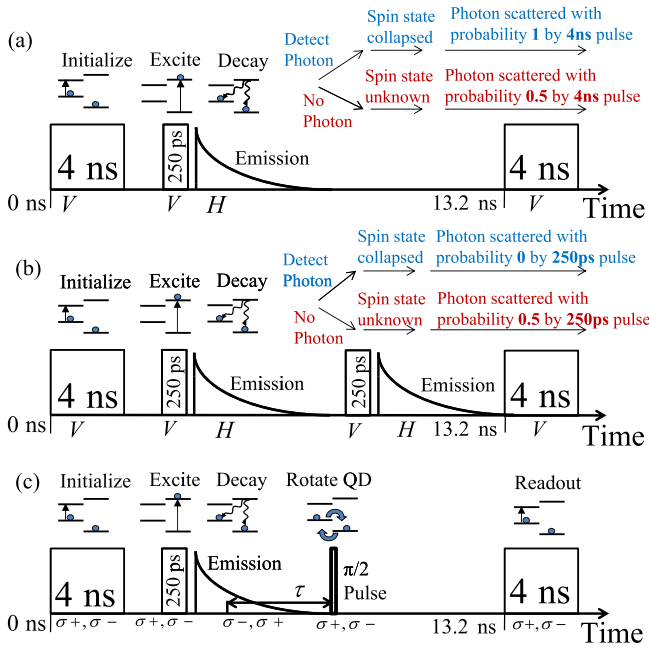 (a)
Initialize Excite Decay
Detect Photon
Spin state collapsed
Photon scattered with probability 1 by 4ns pulse
No Photon
Spin state unknown
Photon scattered with probability 0.5 by 4ns pulse
4 ns
250 ps
Emission
4 ns
0 ns V V H 13.2 ns V Time
(b)
Initialize Excite Decay
Detect Photon
Spin state collapsed
Photon scattered with probability 0 by 250ps pulse
No Photon
Spin state unknown
Photon scattered with probability 0.5 by 250ps pulse
4 ns
250 ps
Emission
250 ps
Emission
4 ns
0 ns V V H V H 13.2 ns V Time
(c)
Initialize Excite Decay Rotate QD Readout
4 ns
250 ps
Emission
τ
π/2
Pulse
4 ns
0 ns σ+,σ− σ+,σ− σ−,σ+ σ+,σ− 13.2 ns σ+,σ− Time